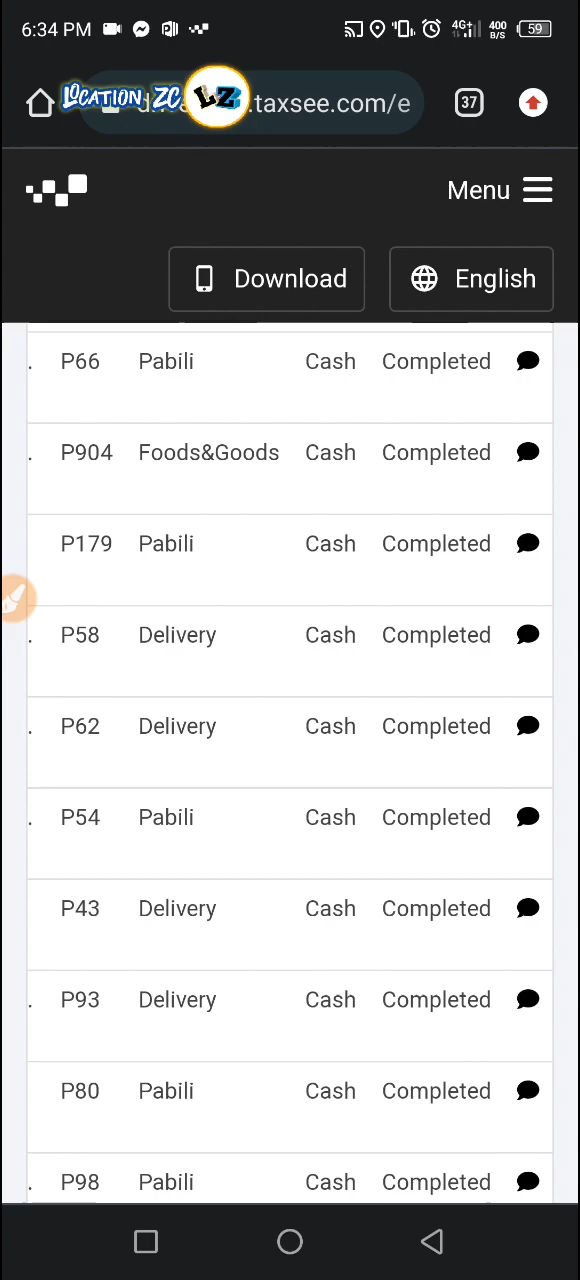 6:34 PM 4G+ 400 B/S 59
LOCATION ZC LZ .taxsee.com/e 37
Menu
Download English
. P66 Pabili Cash Completed
. P904 Foods&Goods Cash Completed
P179 Pabili Cash Completed
. P58 Delivery Cash Completed
. P62 Delivery Cash Completed
. P54 Pabili Cash Completed
. P43 Delivery Cash Completed
. P93 Delivery Cash Completed
P80 Pabili Cash Completed
. P98 Pabili Cash Completed